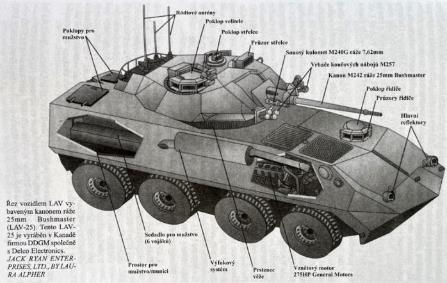 Rádiové antény
Poklopy pro
mužstvo
Poklop velitele
Poklop střelce
Průzor střelce
Souosý kulomet M240G ráže 7,62mm
Vrhače kouřových nábojů M257
Kanon M242 ráže 25mm Bushmaster
Poklop řidiče
Průzory řidiče
Hlavní
reflektory
Řez vozidlem LAV vy-
baveným kanonem ráže
25mm Bushmaster
(LAV-25). Tento LAV-
25 je vyráběn v Kanadě
firmou DDGM společně
s Delco Electronics.
JACK RYAN ENTER-
PRISES, LTD., BY LAU-
RA ALPHER
Sedadlo pro mužstvo
(6 vojáků)
Prostor pro
mužstvo/munici
Výfukový
systém
Prstenec
věže
Vznětový motor
275HP General Motors